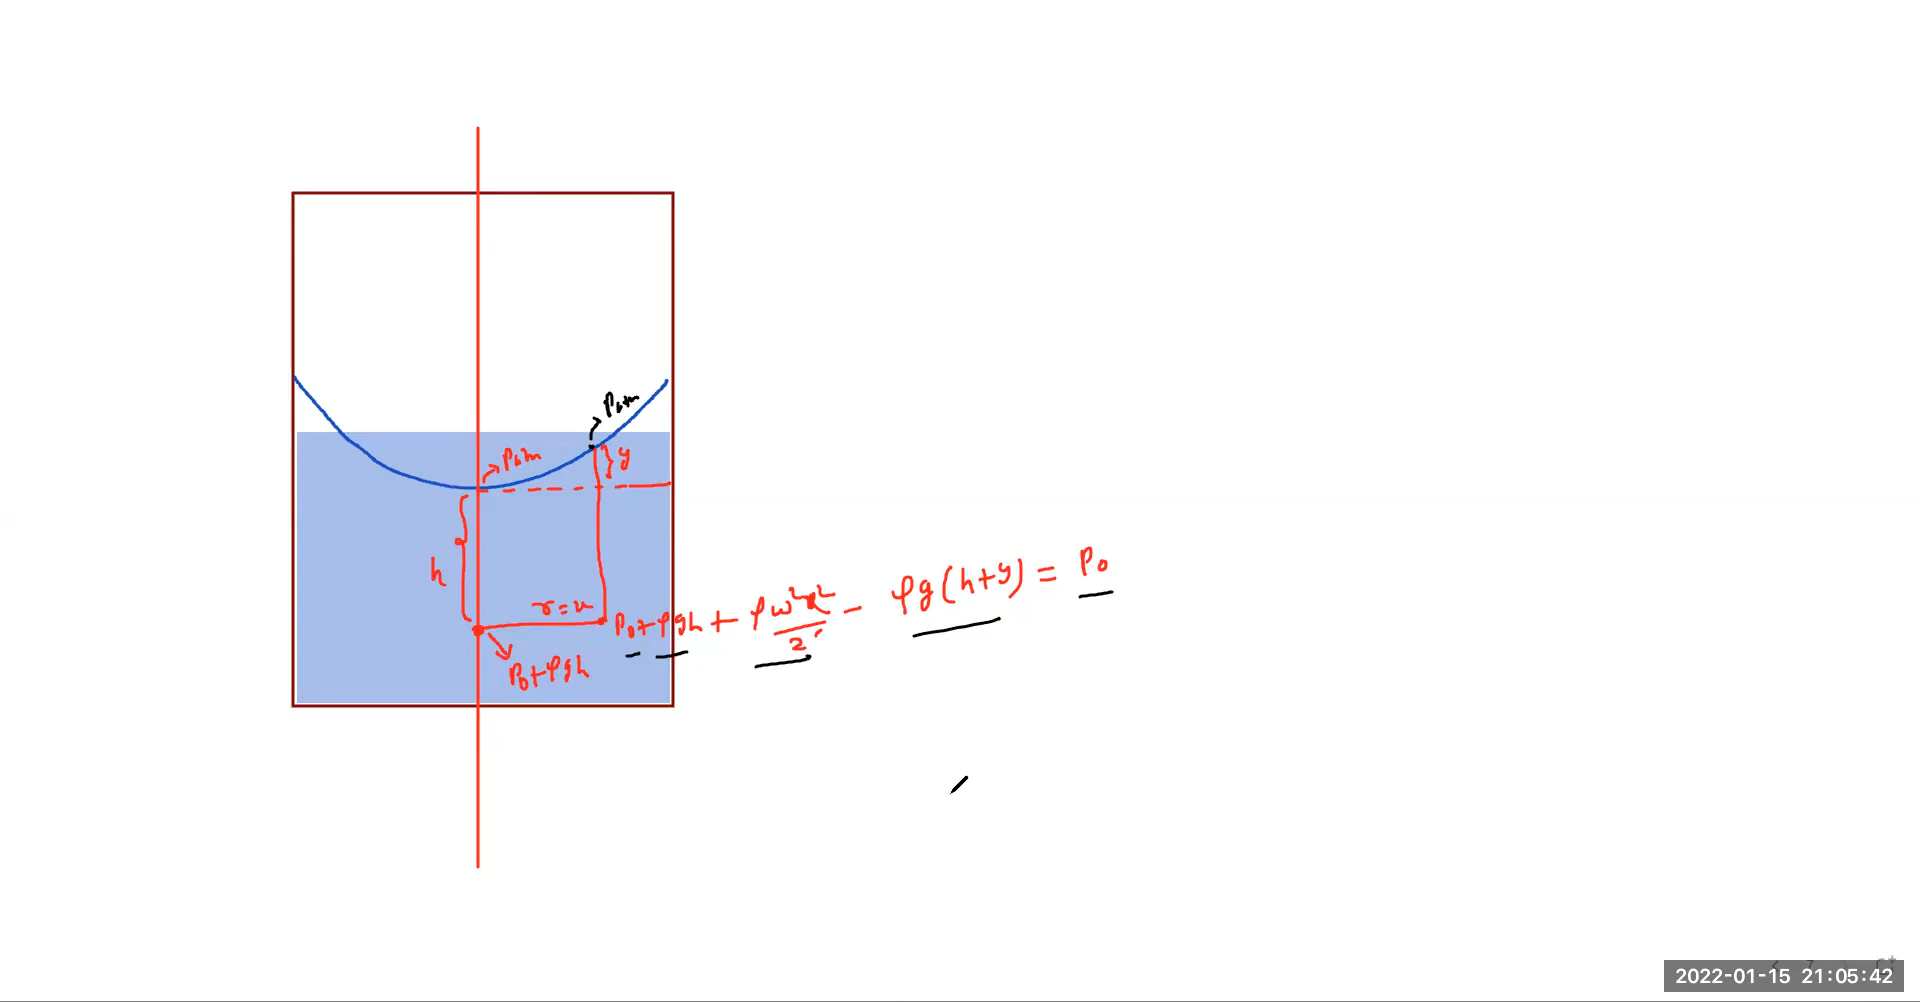 Patm
Patm
y
h
r=x
P₀+ρgh + ρω²x²/2 - ρg(h+y) = P₀
P₀+ρgh
2022-01-15 21:05:42